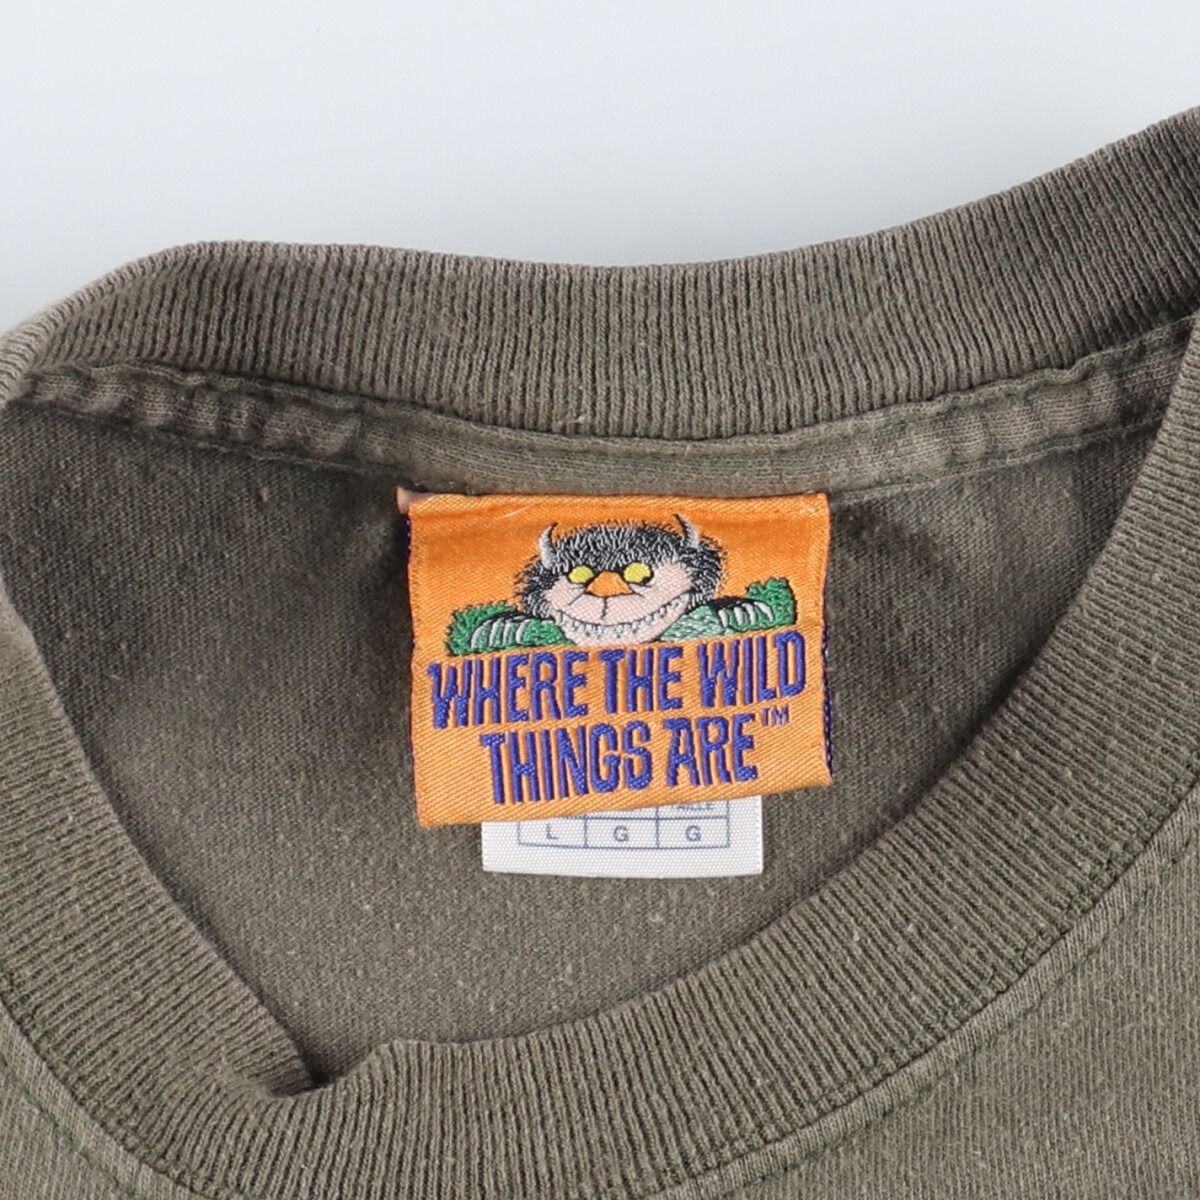 WHERE THE WILD
THINGS ARE™
L G G